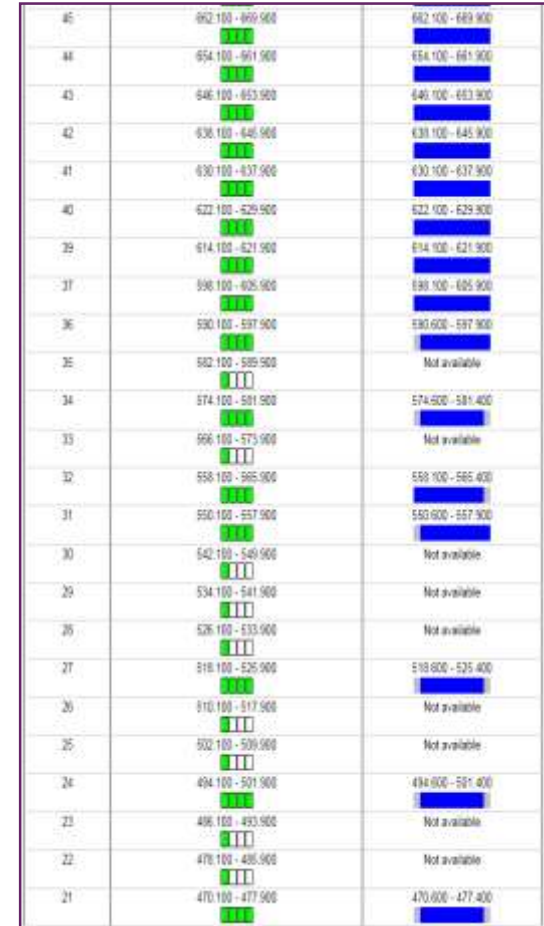 45 662.100 - 669.900 662.100 - 669.900
44 654.100 - 661.900 654.100 - 661.900
43 646.100 - 653.900 646.100 - 653.900
42 638.100 - 645.900 638.100 - 645.900
41 630.100 - 637.900 630.100 - 637.900
40 622.100 - 629.900 622.100 - 629.900
39 614.100 - 621.900 614.100 - 621.900
37 598.100 - 605.900 598.100 - 605.900
36 590.100 - 597.900 590.600 - 597.900
35 582.100 - 589.900 Not available
34 574.100 - 581.900 574.600 - 581.400
33 566.100 - 573.900 Not available
32 558.100 - 565.900 558.100 - 565.400
31 550.100 - 557.900 550.600 - 557.900
30 542.100 - 549.900 Not available
29 534.100 - 541.900 Not available
28 526.100 - 533.900 Not available
27 518.100 - 525.900 518.600 - 525.400
26 510.100 - 517.900 Not available
25 502.100 - 509.900 Not available
24 494.100 - 501.900 494.600 - 501.400
23 486.100 - 493.900 Not available
22 478.100 - 485.900 Not available
21 470.100 - 477.900 470.600 - 477.400